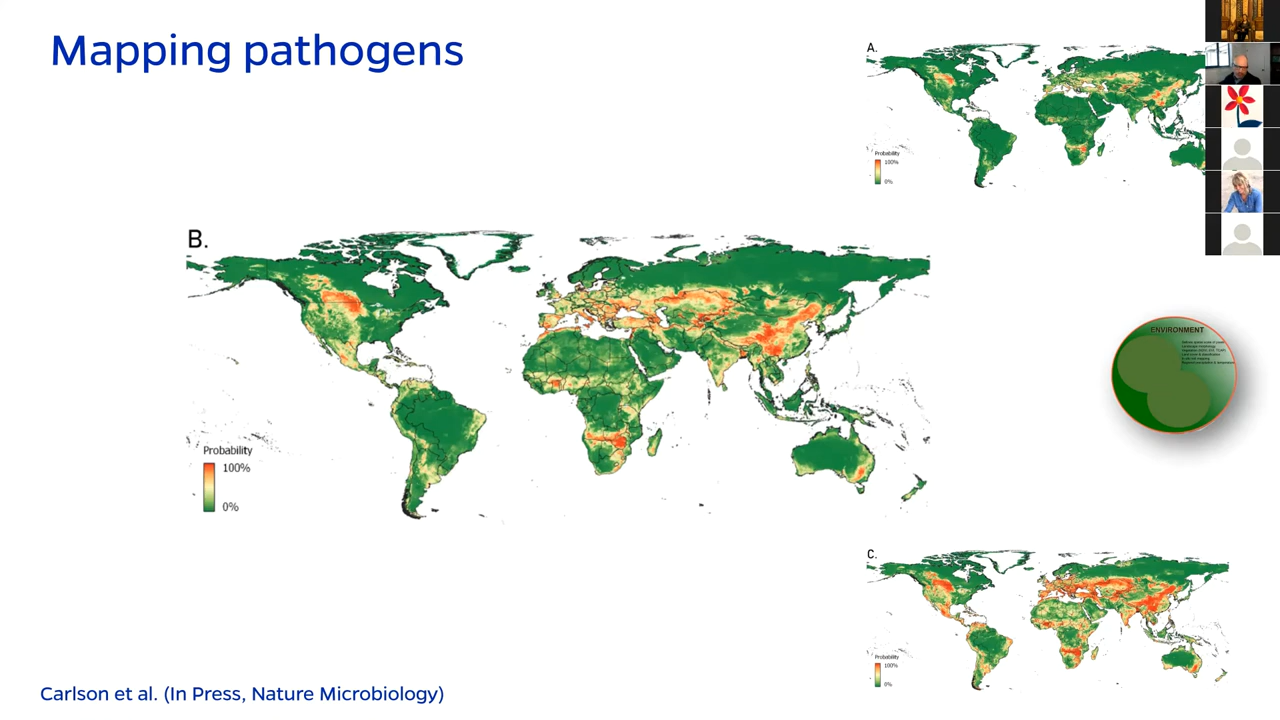 Mapping pathogens
A.
Probability
100%
0%
B.
Probability
100%
0%
ENVIRONMENT
C.
Probability
100%
0%
Carlson et al. (In Press, Nature Microbiology)